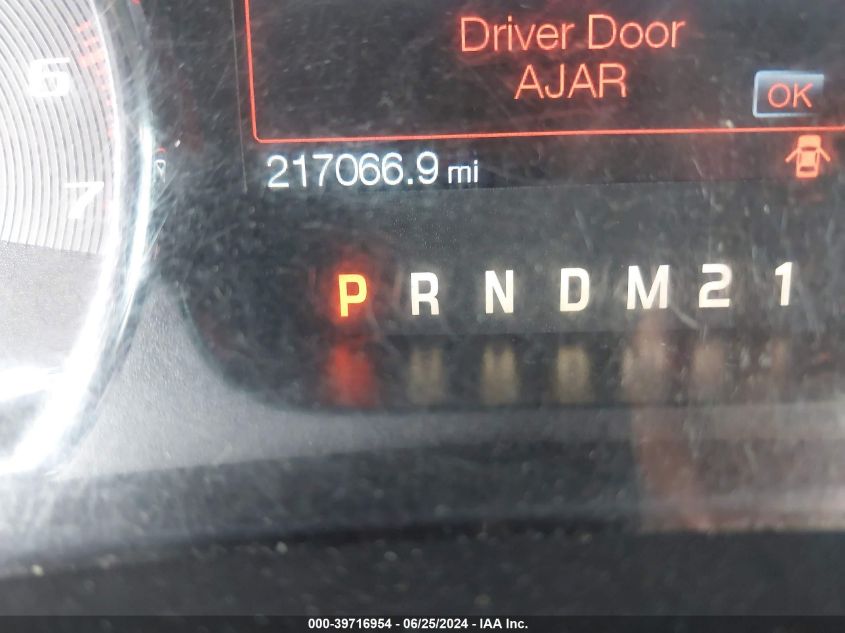 Driver Door
AJAR
OK
6
217066.9 mi
7
P R N D M 2 1
000-39716954 - 06/25/2024 - IAA Inc.